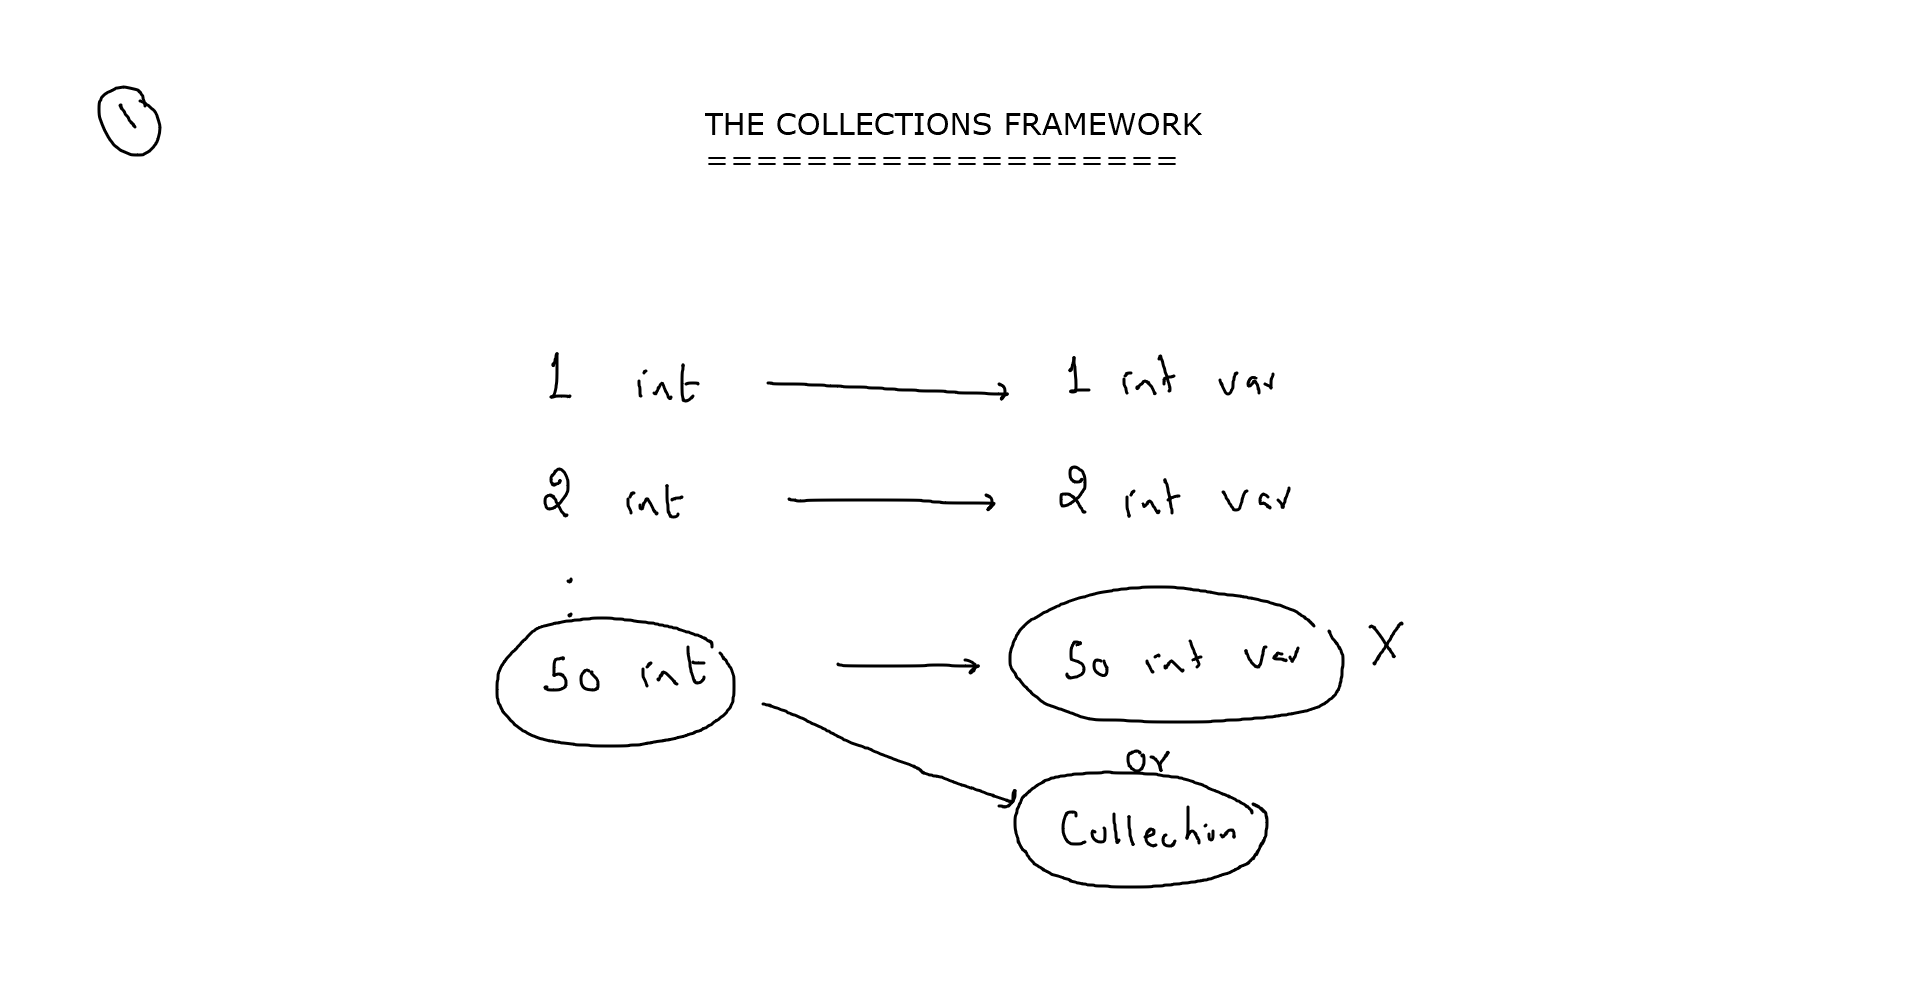 1
THE COLLECTIONS FRAMEWORK
===================
1 int → 1 int var
2 int → 2 int var
:
50 int → 50 int var X
or
Collection